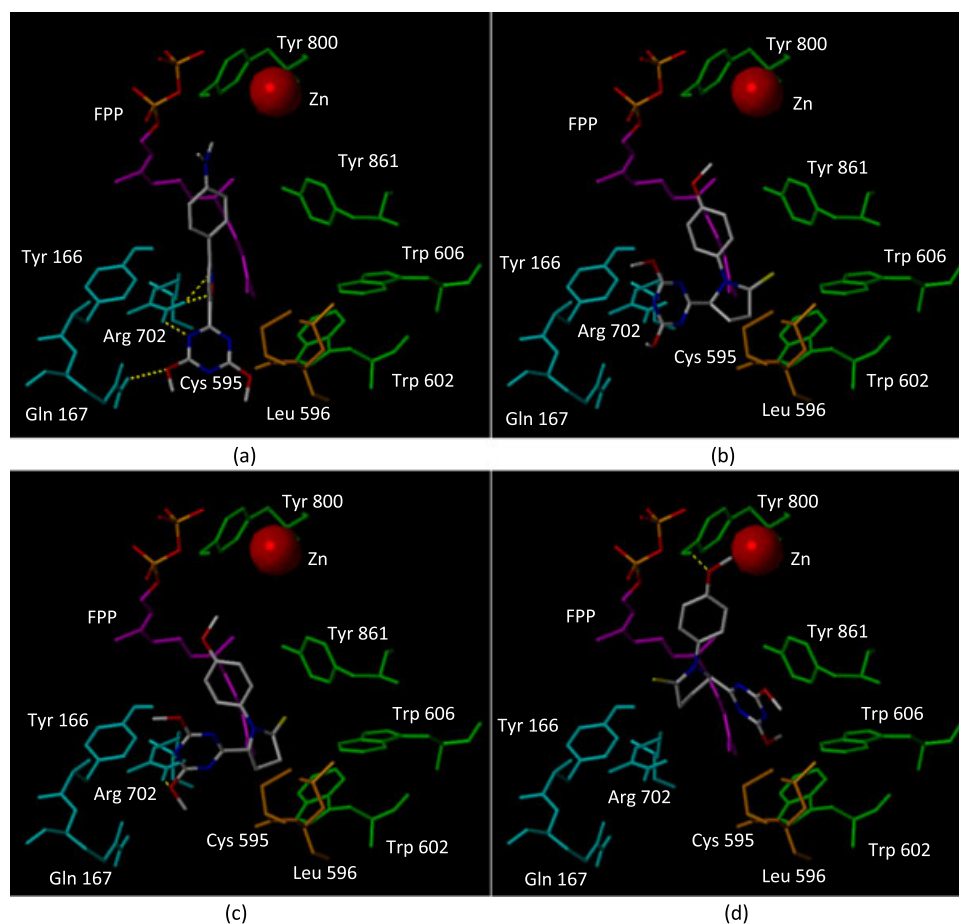 Tyr 800
Zn
FPP
Tyr 861
Tyr 166
Trp 606
Arg 702
Cys 595
Trp 602
Gln 167
Leu 596
(a)
Tyr 800
Zn
FPP
Tyr 861
Tyr 166
Trp 606
Arg 702
Cys 595
Trp 602
Gln 167
Leu 596
(b)
Tyr 800
Zn
FPP
Tyr 861
Tyr 166
Trp 606
Arg 702
Cys 595
Trp 602
Gln 167
Leu 596
(c)
Tyr 800
Zn
FPP
Tyr 861
Tyr 166
Trp 606
Arg 702
Cys 595
Trp 602
Gln 167
Leu 596
(d)